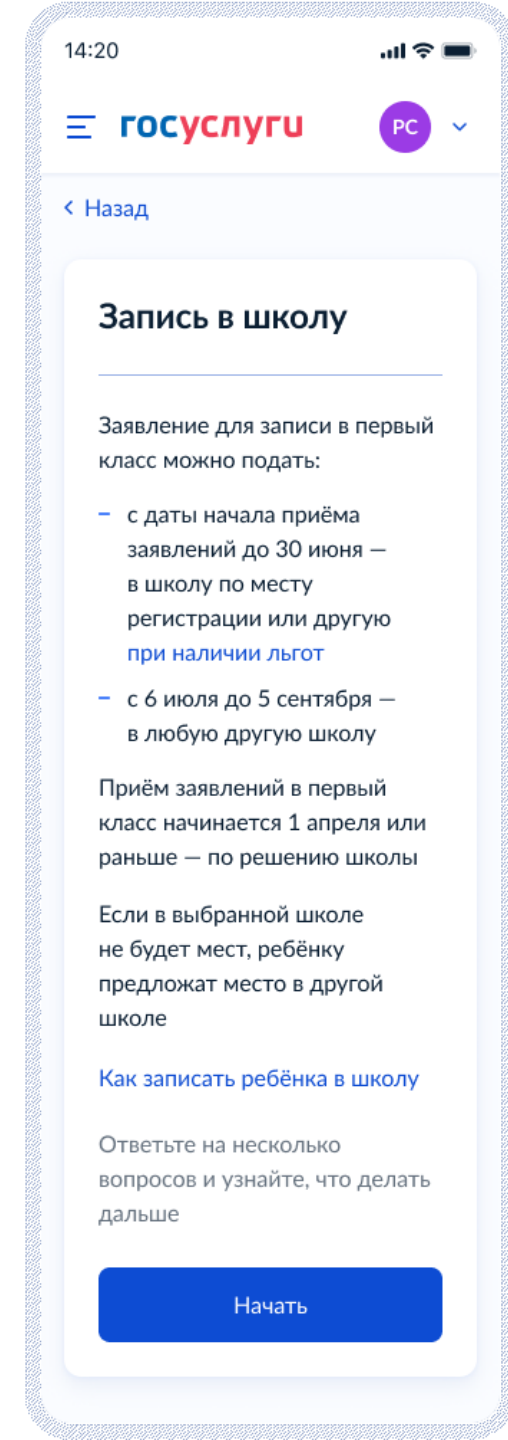 14:20
госуслуги
РС
Назад
Запись в школу
Заявление для записи в первый
класс можно подать:
– с даты начала приёма
заявлений до 30 июня —
в школу по месту
регистрации или другую
при наличии льгот
– с 6 июля до 5 сентября —
в любую другую школу
Приём заявлений в первый
класс начинается 1 апреля или
раньше — по решению школы
Если в выбранной школе
не будет мест, ребёнку
предложат место в другой
школе
Как записать ребёнка в школу
Ответьте на несколько
вопросов и узнайте, что делать
дальше
Начать